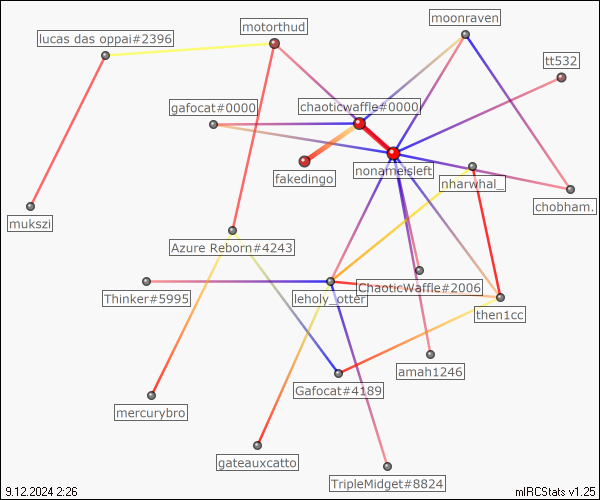 moonraven
motorthud
lucas das oppai#2396
tt532
gafocat#0000
chaoticwaffle#0000
nonameisleft
fakedingo
nharwhal_
chobham.
mukszi
Azure Reborn#4243
ChaoticWaffle#2006
Thinker#5995
leholy_otter
then1cc
amah1246
Gafocat#4189
mercurybro
gateauxcatto
TripleMidget#8824
9.12.2024 2:26
mIRCStats v1.25